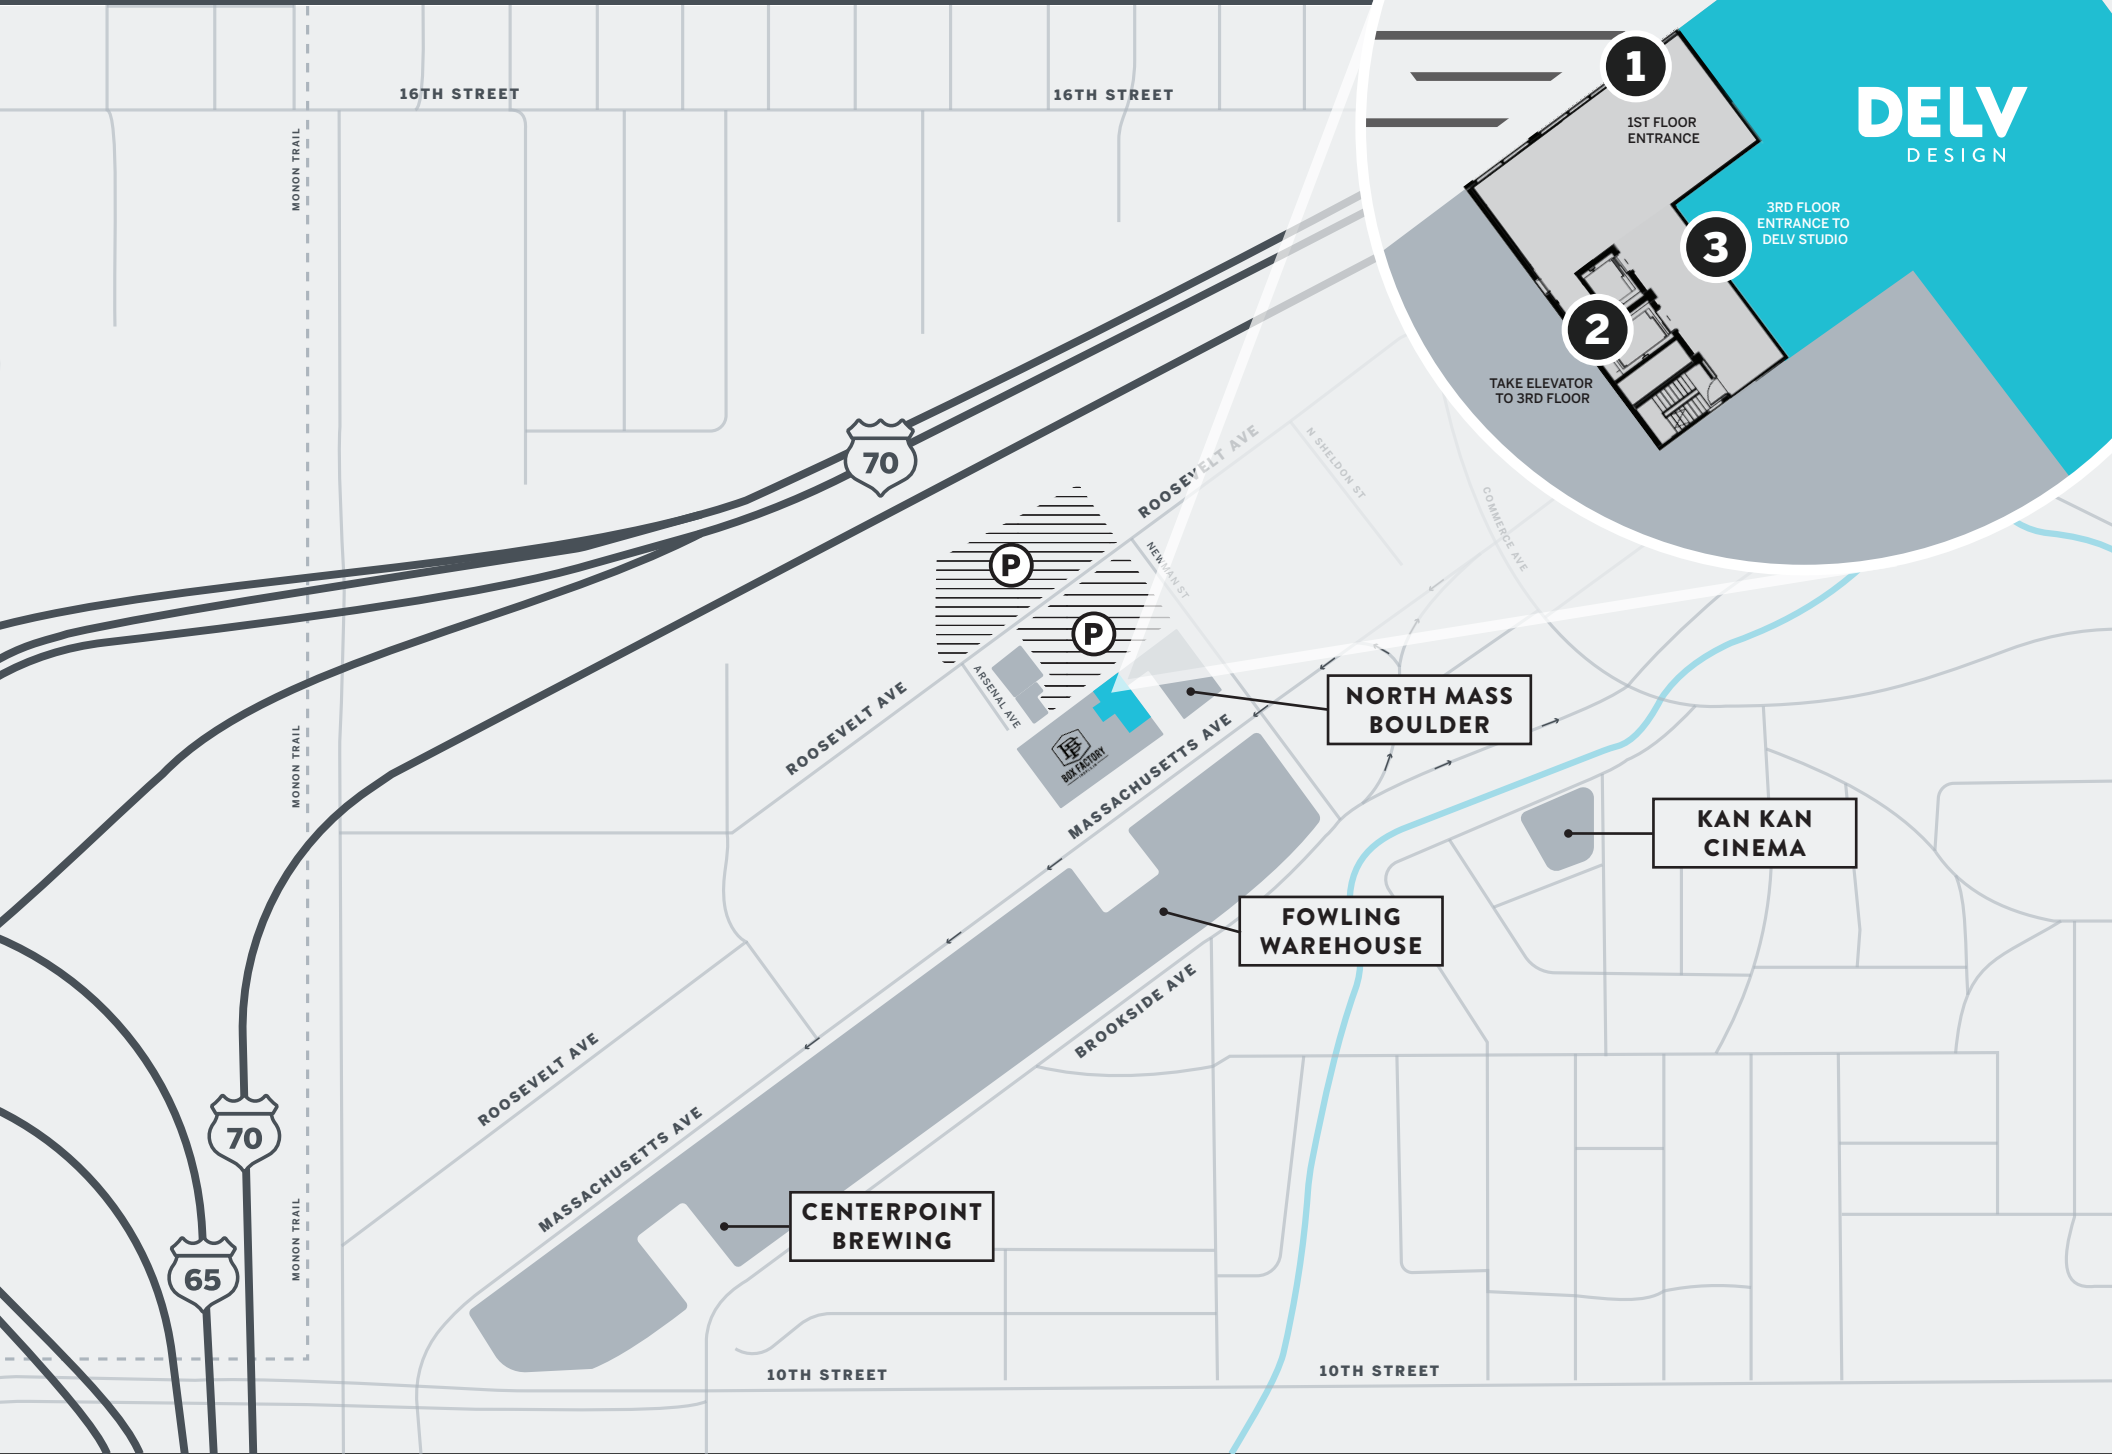 16TH STREET
16TH STREET
1
1ST FLOOR
ENTRANCE
DELV
DESIGN
3RD FLOOR
ENTRANCE TO
DELV STUDIO
3
2
TAKE ELEVATOR
TO 3RD FLOOR
MONON TRAIL
70
ROOSEVELT AVE
N SHELDON ST
COMMERCE AVE
NEWMAN ST
P
P
ARSENAL AVE
ROOSEVELT AVE
BOX FACTORY
MASSACHUSETTS AVE
NORTH MASS
BOULDER
MONON TRAIL
KAN KAN
CINEMA
FOWLING
WAREHOUSE
BROOKSIDE AVE
ROOSEVELT AVE
MASSACHUSETTS AVE
70
65
MONON TRAIL
CENTERPOINT
BREWING
10TH STREET
10TH STREET